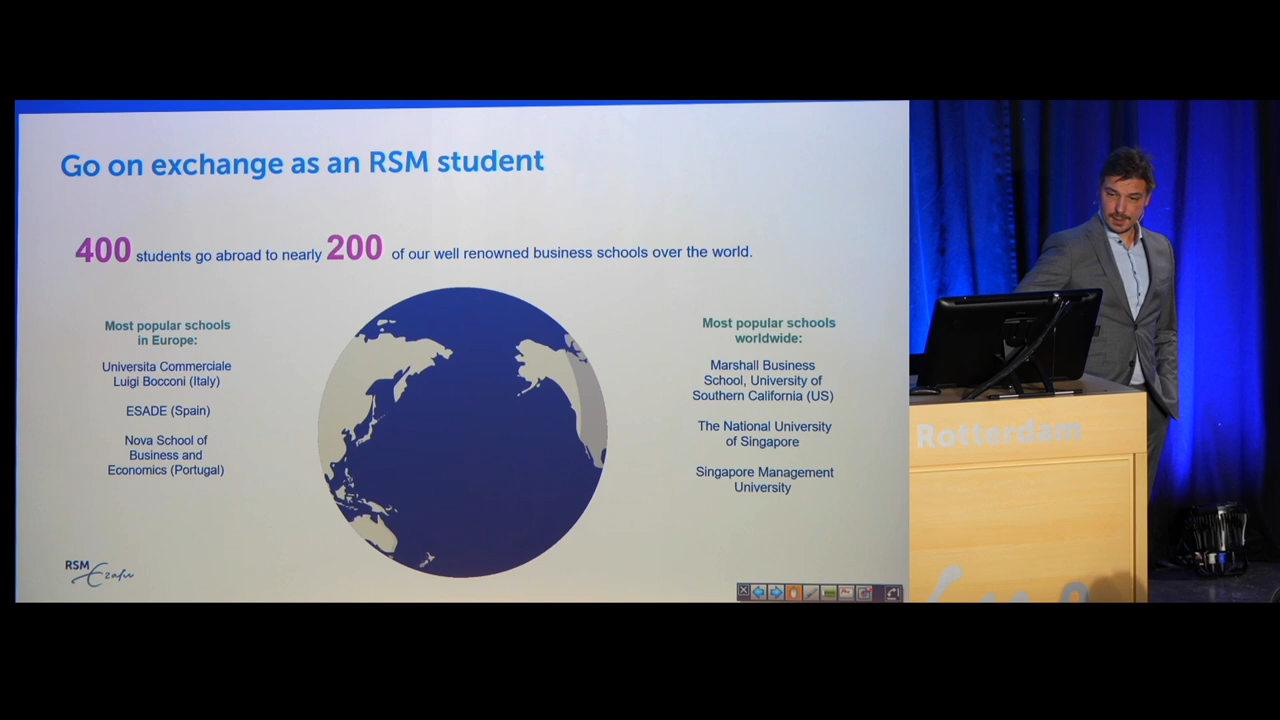 Go on exchange as an RSM student
400 students go abroad to nearly 200 of our well renowned business schools over the world.
Most popular schools
in Europe:
Universita Commerciale
Luigi Bocconi (Italy)
ESADE (Spain)
Nova School of
Business and
Economics (Portugal)
Most popular schools
worldwide:
Marshall Business
School, University of
Southern California (US)
The National University
of Singapore
Singapore Management
University
RSM
Erasmus
Rotterdam